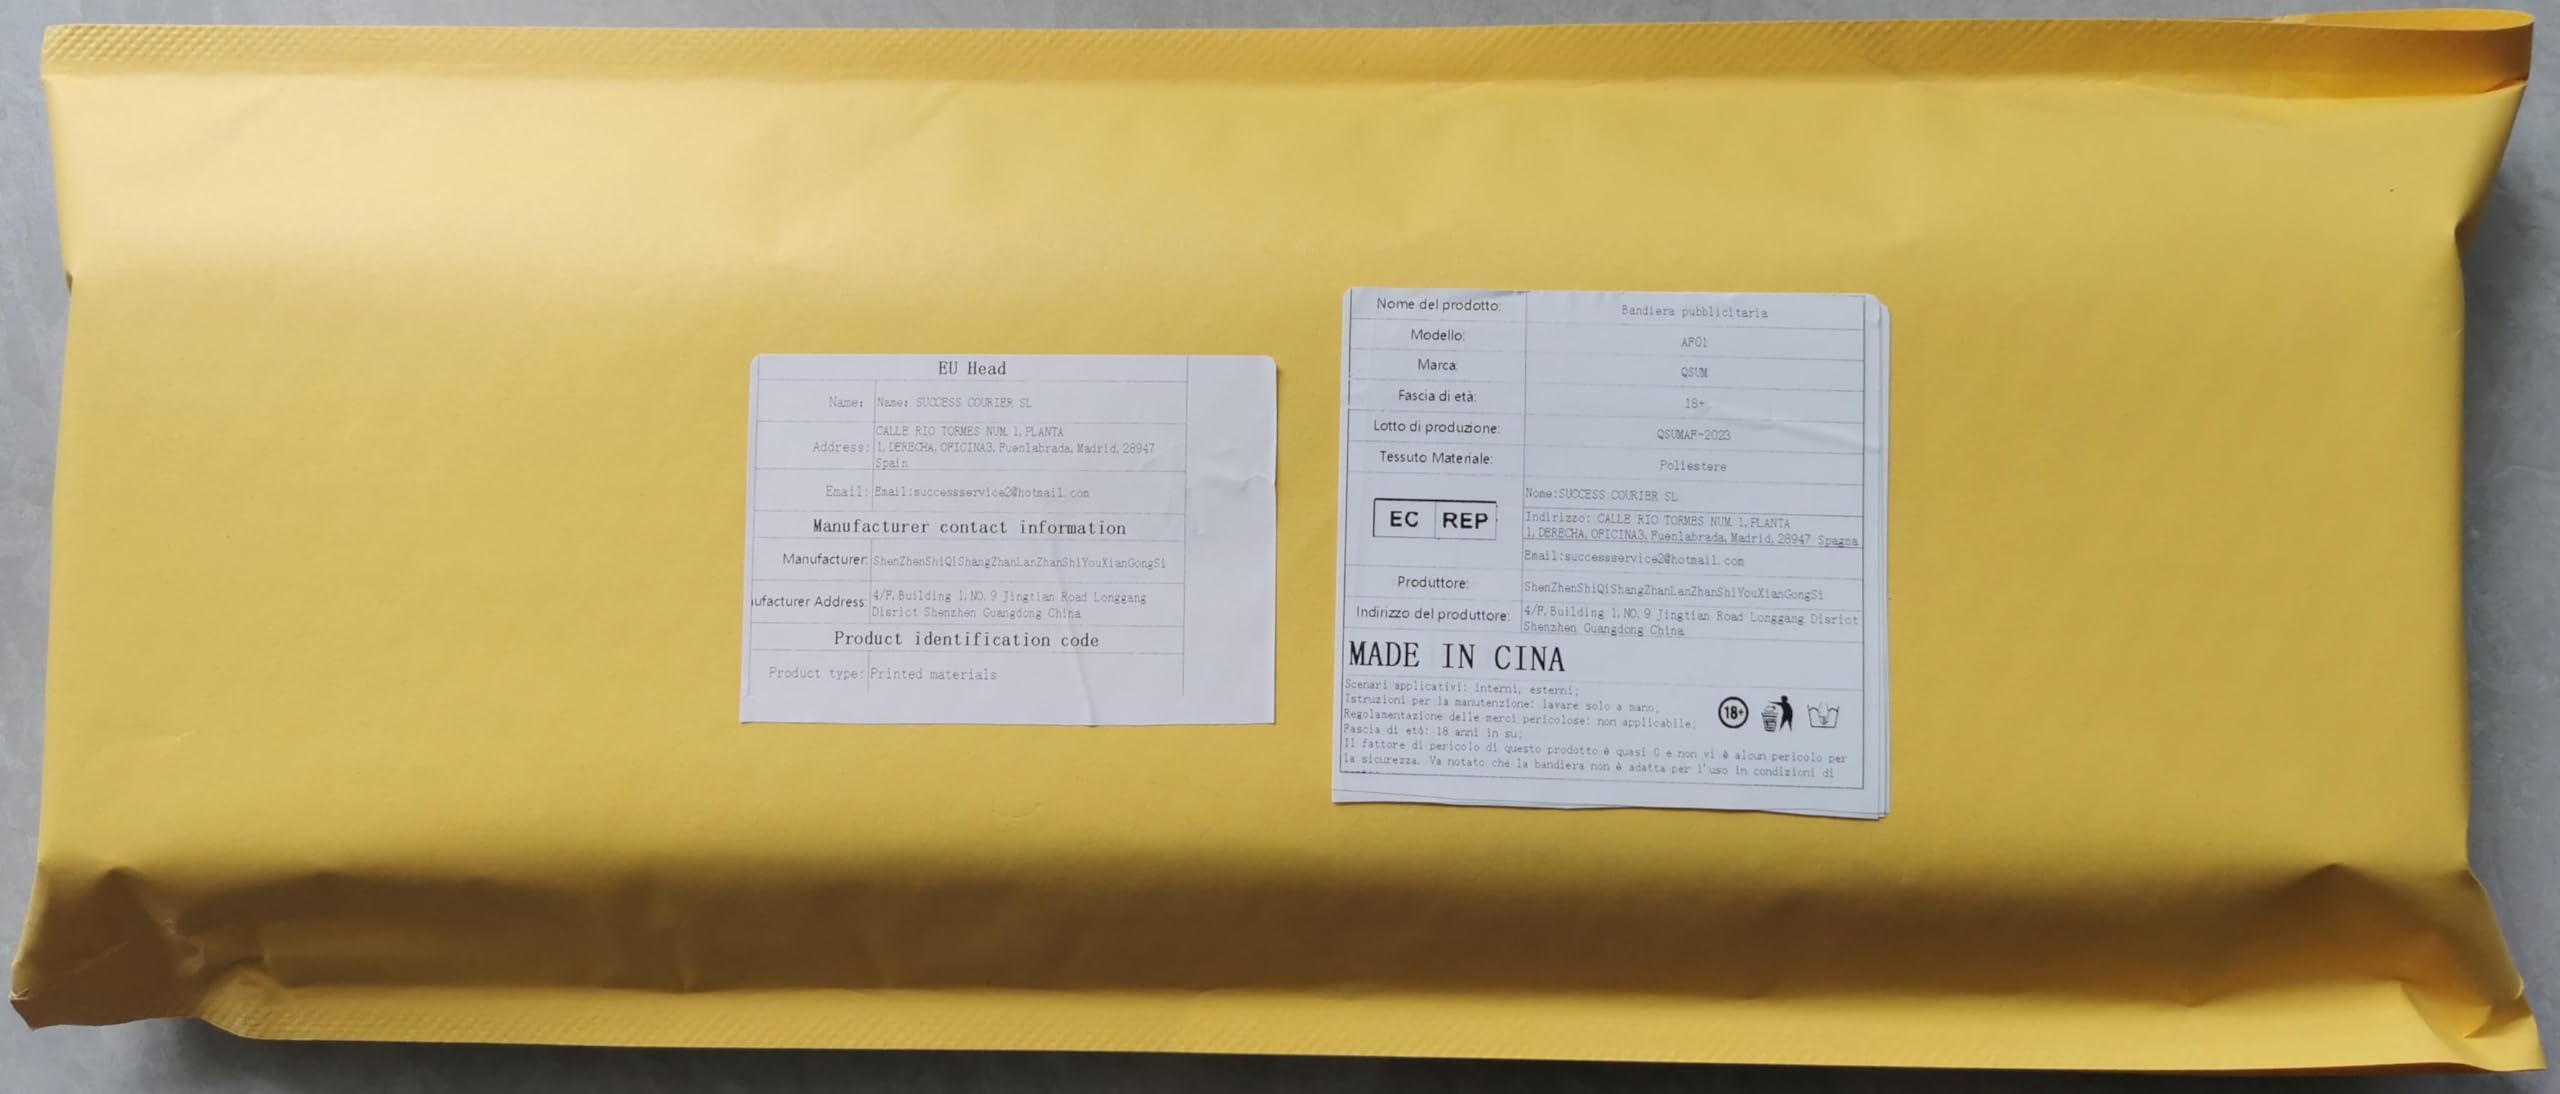 EU Head
Name: Name: SUCCESS COURIER SL
Address: CALLE RIO TORMES NUM. 1, PLANTA
1, DERECHA, OFICINA3, Fuenlabrada, Madrid, 28947
Spain
Email: Email:successservice2@hotmail.com
Manufacturer contact information
Manufacturer: ShenZhenShiQiShangZhanLanZhanShiYouXianGongSi
ufacturer Address: 4/F, Building 1, NO. 9 Jingtian Road Longgang
Disrict Shenzhen Guangdong China
Product identification code
Product type: Printed materials
Nome del prodotto: Bandiera pubblicitaria
Modello: AF01
Marca: QSUM
Fascia di età: 18+
Lotto di produzione: QSUMAF-2023
Tessuto Materiale: Poliestere
EC REP
Nome:SUCCESS COURIER SL
Indirizzo: CALLE RIO TORMES NUM. 1, PLANTA
1, DERECHA, OFICINA3, Fuenlabrada, Madrid, 28947 Spagna
Email:successservice2@hotmail.com
Produttore: ShenZhenShiQiShangZhanLanZhanShiYouXianGongSi
Indirizzo del produttore: 4/F, Building 1, NO. 9 Jingtian Road Longgang Disrict
Shenzhen Guangdong China
MADE IN CINA
Scenari applicativi: interni, esterni;
Istruzioni per la manutenzione: lavare solo a mano,
Regolamentazione delle merci pericolose: non applicabile;
Fascia di età: 18 anni in su;
Il fattore di pericolo di questo prodotto è quasi 0 e non vi è alcun pericolo per
la sicurezza. Va notato che la bandiera non è adatta per l'uso in condizioni di
18+